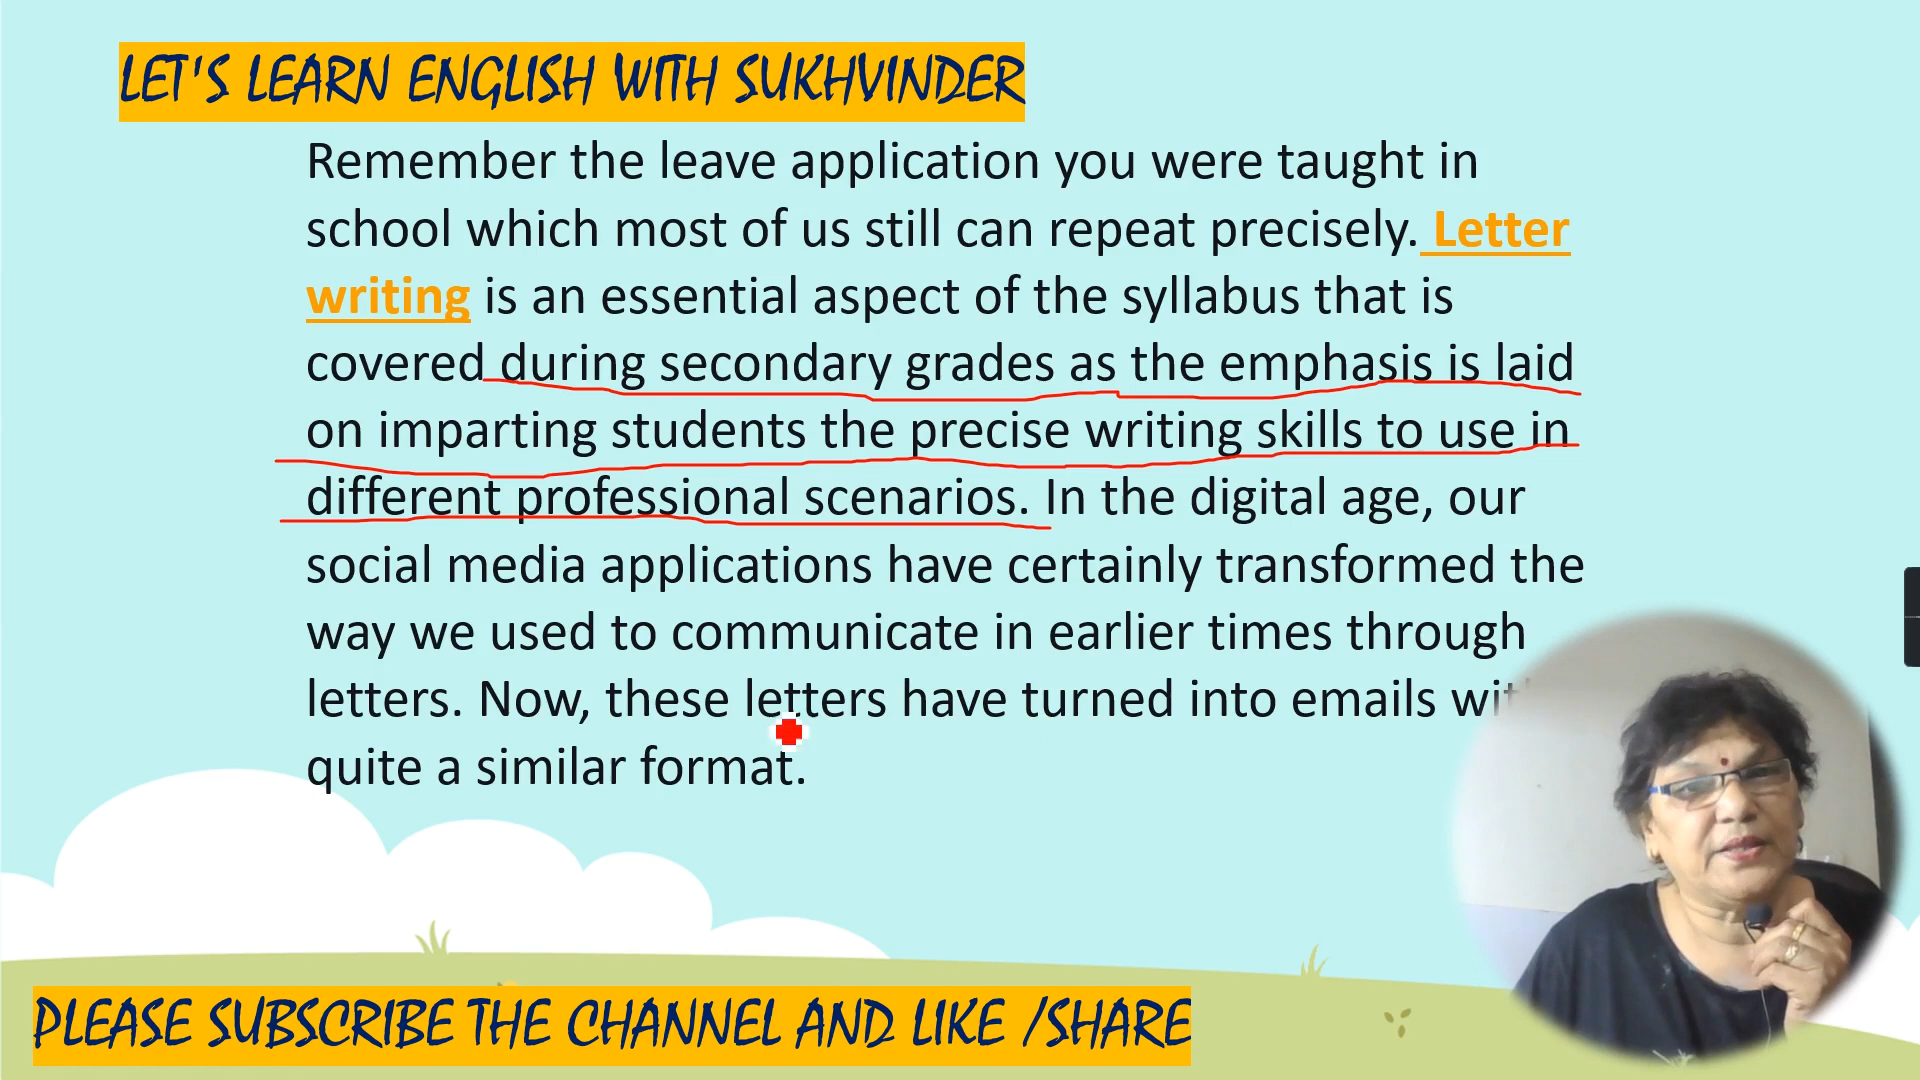 LET'S LEARN ENGLISH WITH SUKHVINDER
Remember the leave application you were taught in
school which most of us still can repeat precisely. Letter
writing is an essential aspect of the syllabus that is
covered during secondary grades as the emphasis is laid
on imparting students the precise writing skills to use in
different professional scenarios. In the digital age, our
social media applications have certainly transformed the
way we used to communicate in earlier times through
letters. Now, these letters have turned into emails
quite a similar format.
PLEASE SUBSCRIBE THE CHANNEL AND LIKE /SHARE